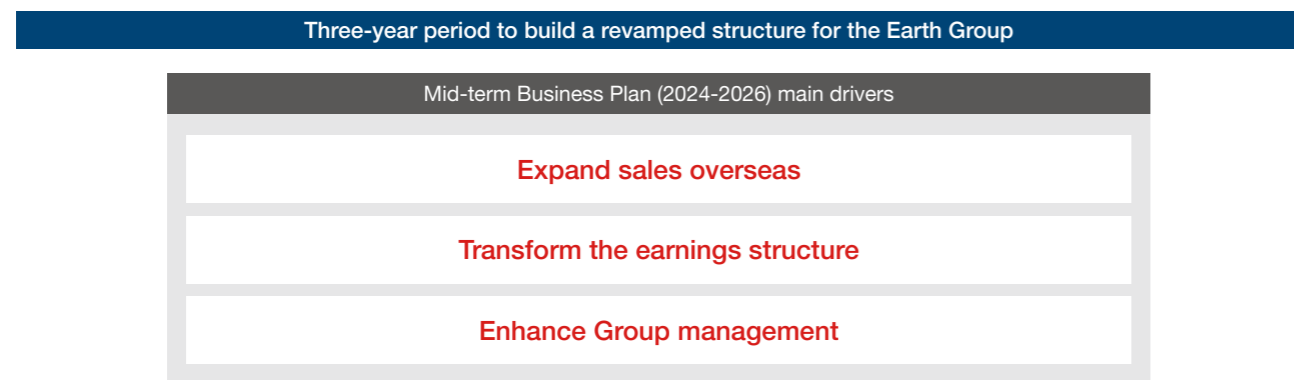 Three-year period to build a revamped structure for the Earth Group
Mid-term Business Plan (2024-2026) main drivers
Expand sales overseas
Transform the earnings structure
Enhance Group management